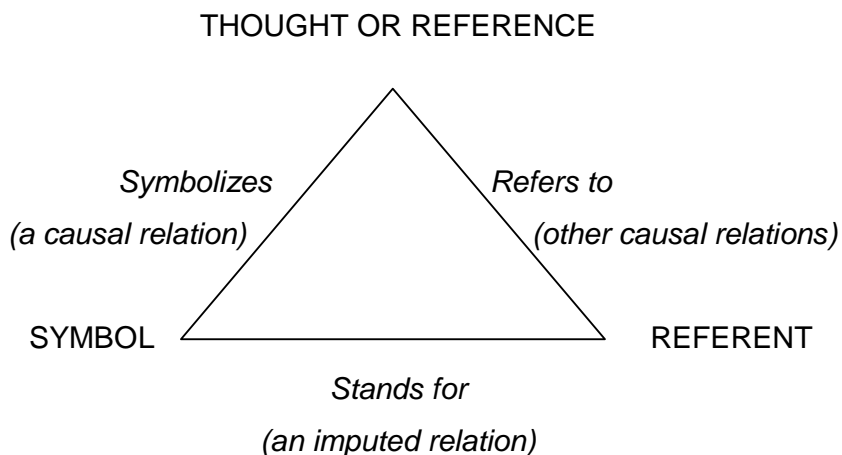 THOUGHT OR REFERENCE
Symbolizes
(a causal relation)
Refers to
(other causal relations)
SYMBOL
REFERENT
Stands for
(an imputed relation)